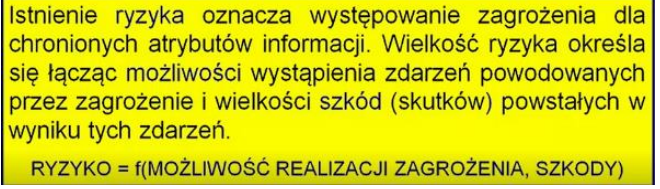 Istnienie ryzyka oznacza występowanie zagrożenia dla
chronionych atrybutów informacji. Wielkość ryzyka określa
się łącząc możliwości wystąpienia zdarzeń powodowanych
przez zagrożenie i wielkości szkód (skutków) powstałych w
wyniku tych zdarzeń.
RYZYKO = f(MOŻLIWOŚĆ REALIZACJI ZAGROŻENIA, SZKODY)